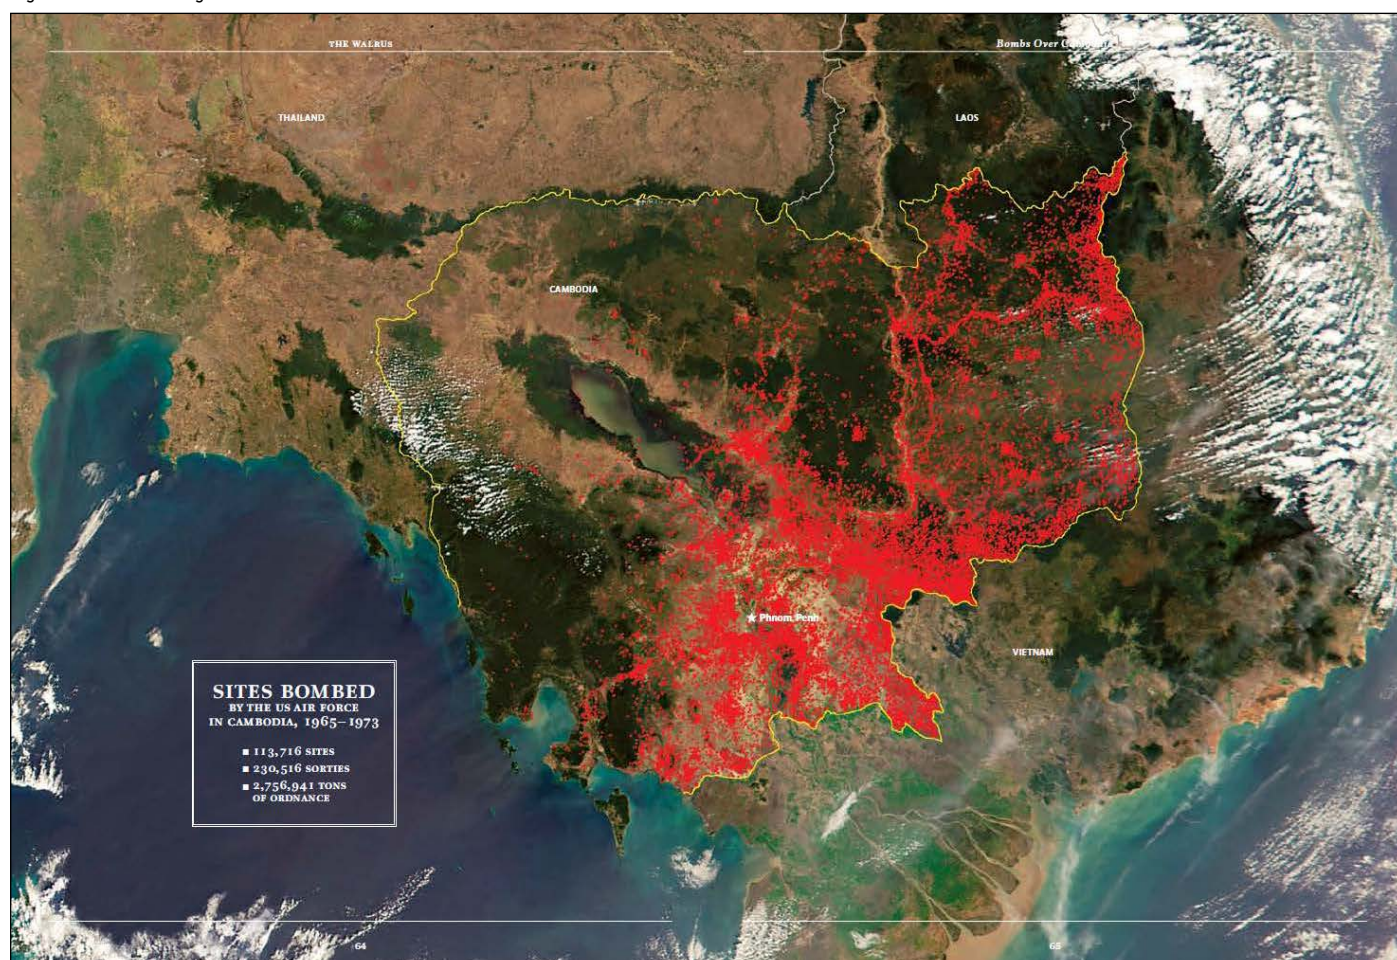 THE WALRUS
Bombs Over
THAILAND
LAOS
CAMBODIA
★ Phnom Penh
VIETNAM
SITES BOMBED
BY THE US AIR FORCE
IN CAMBODIA, 1965–1973
■ 113,716 SITES
■ 230,516 SORTIES
■ 2,756,941 TONS
OF ORDNANCE
64
65